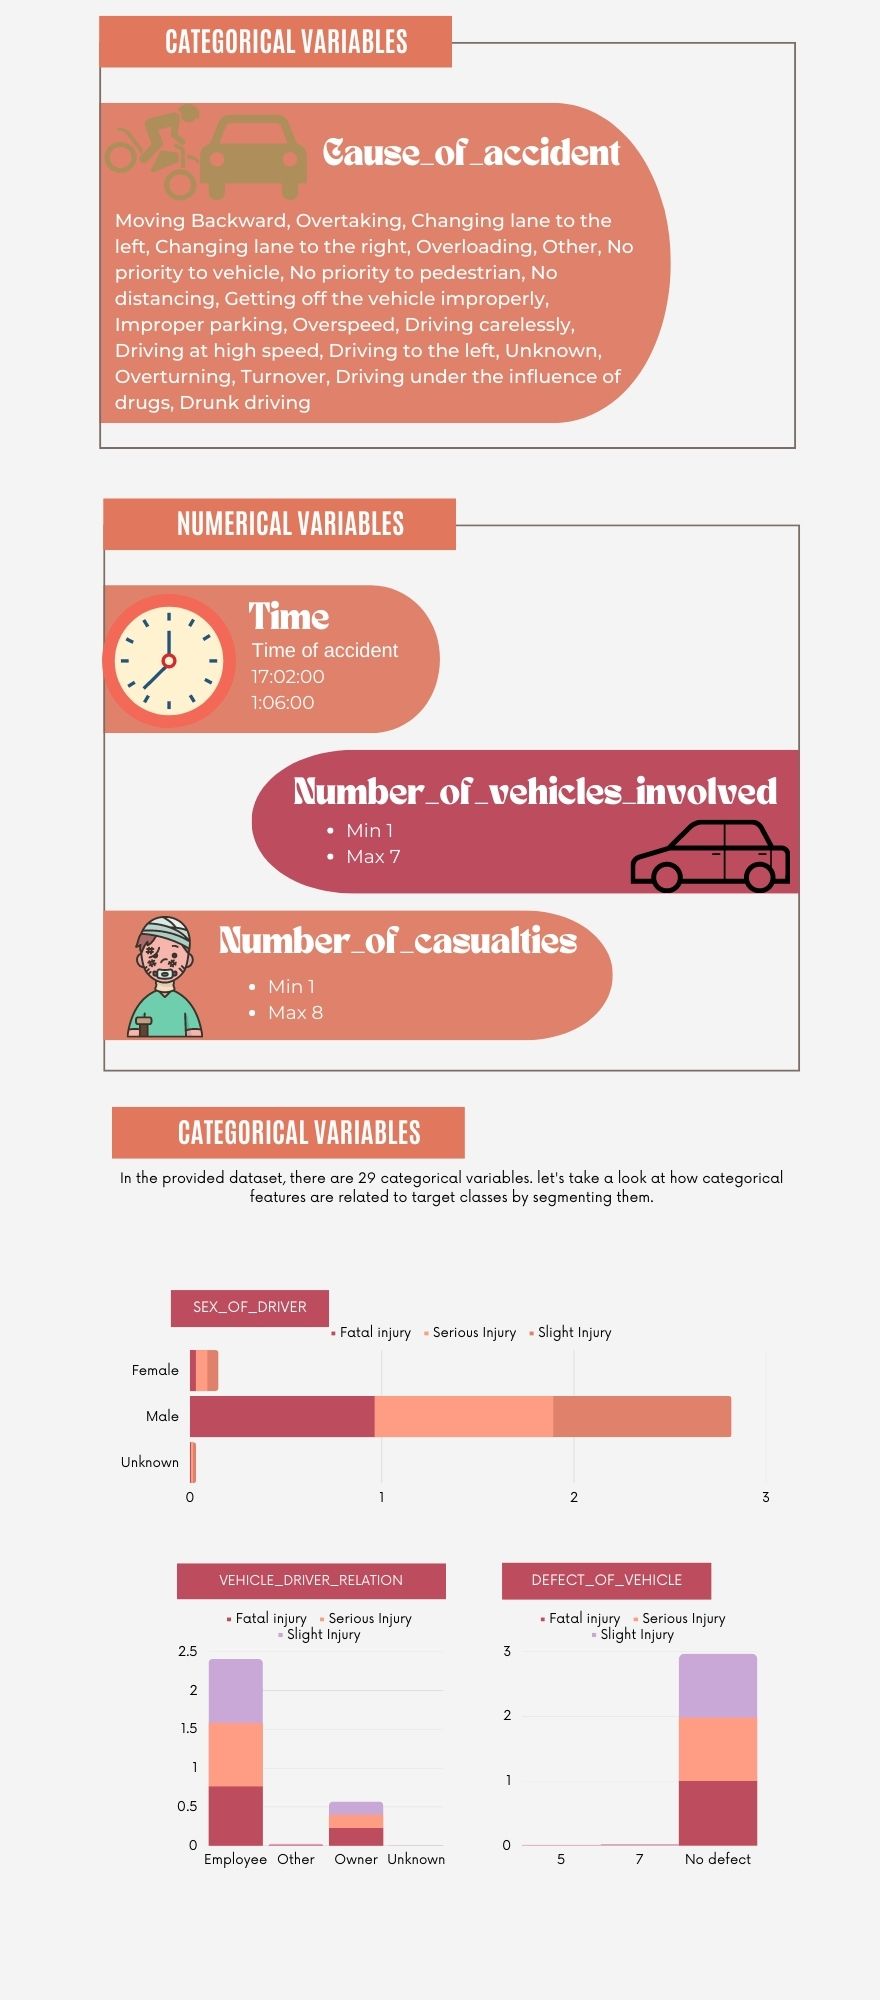 CATEGORICAL VARIABLES
Cause_of_accident
Moving Backward, Overtaking, Changing lane to the
left, Changing lane to the right, Overloading, Other, No
priority to vehicle, No priority to pedestrian, No
distancing, Getting off the vehicle improperly,
Improper parking, Overspeed, Driving carelessly,
Driving at high speed, Driving to the left, Unknown,
Overturning, Turnover, Driving under the influence of
drugs, Drunk driving
NUMERICAL VARIABLES
Time
Time of accident
17:02:00
1:06:00
Number_of_vehicles_involved
• Min 1
• Max 7
Number_of_casualties
• Min 1
• Max 8
CATEGORICAL VARIABLES
In the provided dataset, there are 29 categorical variables. let's take a look at how categorical
features are related to target classes by segmenting them.
SEX_OF_DRIVER
Fatal injury Serious Injury Slight Injury
Female
Male
Unknown
0 1 2 3
VEHICLE_DRIVER_RELATION
Fatal injury Serious Injury
Slight Injury
2.5
2
1.5
1
0.5
0
Employee Other Owner Unknown
DEFECT_OF_VEHICLE
Fatal injury Serious Injury
Slight Injury
3
2
1
0
5 7 No defect